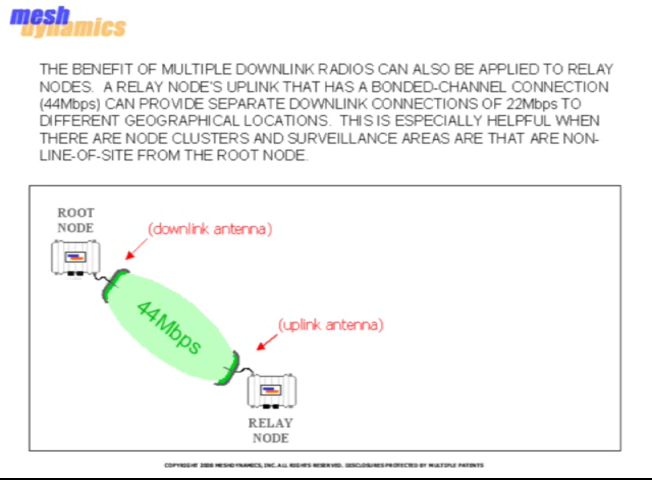 mesh
dynamics
THE BENEFIT OF MULTIPLE DOWNLINK RADIOS CAN ALSO BE APPLIED TO RELAY
NODES. A RELAY NODE'S UPLINK THAT HAS A BONDED-CHANNEL CONNECTION
(44Mbps) CAN PROVIDE SEPARATE DOWNLINK CONNECTIONS OF 22Mbps TO
DIFFERENT GEOGRAPHICAL LOCATIONS. THIS IS ESPECIALLY HELPFUL WHEN
THERE ARE NODE CLUSTERS AND SURVEILLANCE AREAS ARE THAT ARE NON-
LINE-OF-SITE FROM THE ROOT NODE.
ROOT
NODE
(downlink antenna)
44Mbps
(uplink antenna)
RELAY
NODE
COPYRIGHT 2008 MESHDYNAMICS, INC. ALL RIGHTS RESERVED. DISCLOSURES PROTECTED BY MULTIPLE PATENTS